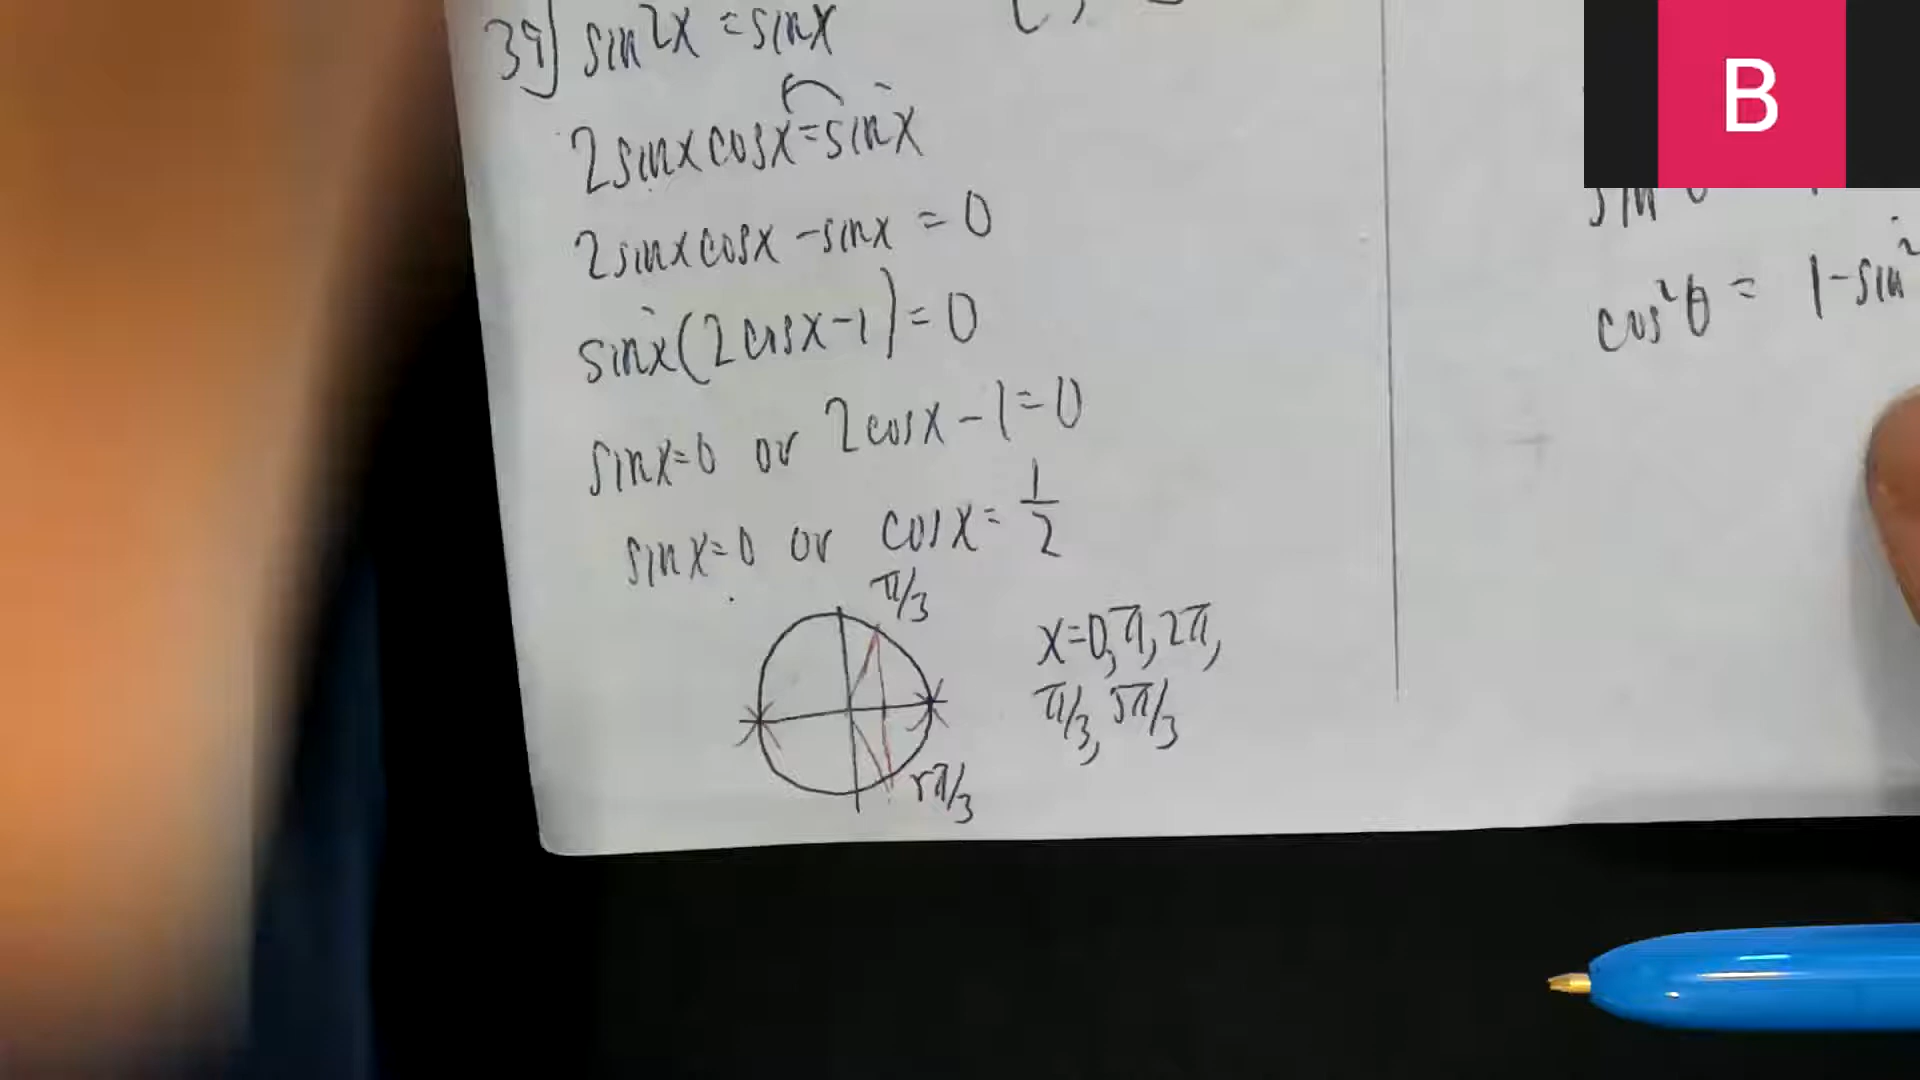 39) sin2x = sinx
2sinxcosx = sinx
2sinxcosx - sinx = 0
sinx(2cosx-1) = 0
sinx=0 or 2cosx-1=0
sinx=0 or cosx = 1/2
π/3
x=0,π,2π,
π/3, 5π/3
5π/3
B
cos²θ = 1-sin²